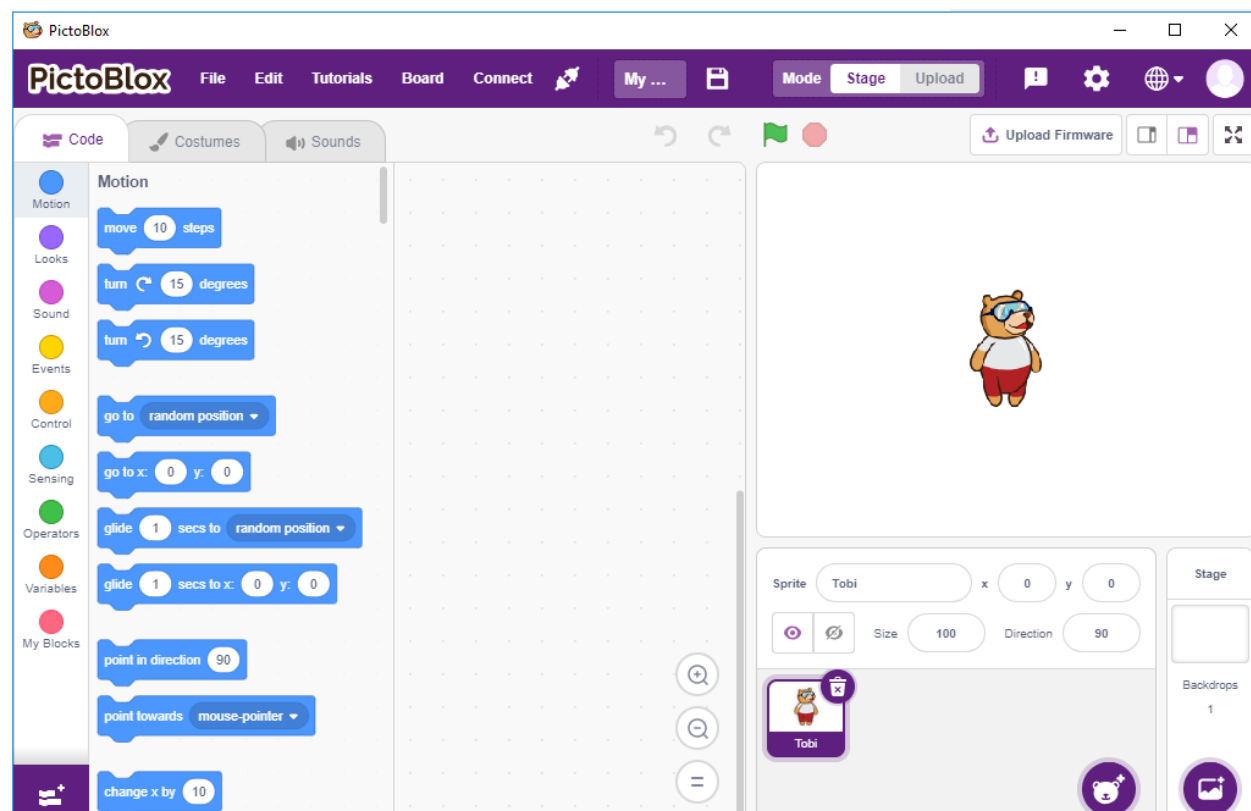 PictoBlox
PictoBlox File Edit Tutorials Board Connect My ... Mode Stage Upload
Code Costumes Sounds Upload Firmware
Motion
Looks
Sound
Events
Control
Sensing
Operators
Variables
My Blocks
Motion
move 10 steps
turn 15 degrees
turn 15 degrees
go to random position
go to x: 0 y: 0
glide 1 secs to random position
glide 1 secs to x: 0 y: 0
point in direction 90
point towards mouse-pointer
change x by 10
Sprite Tobi x 0 y 0
Size 100 Direction 90
Tobi
Stage
Backdrops
1